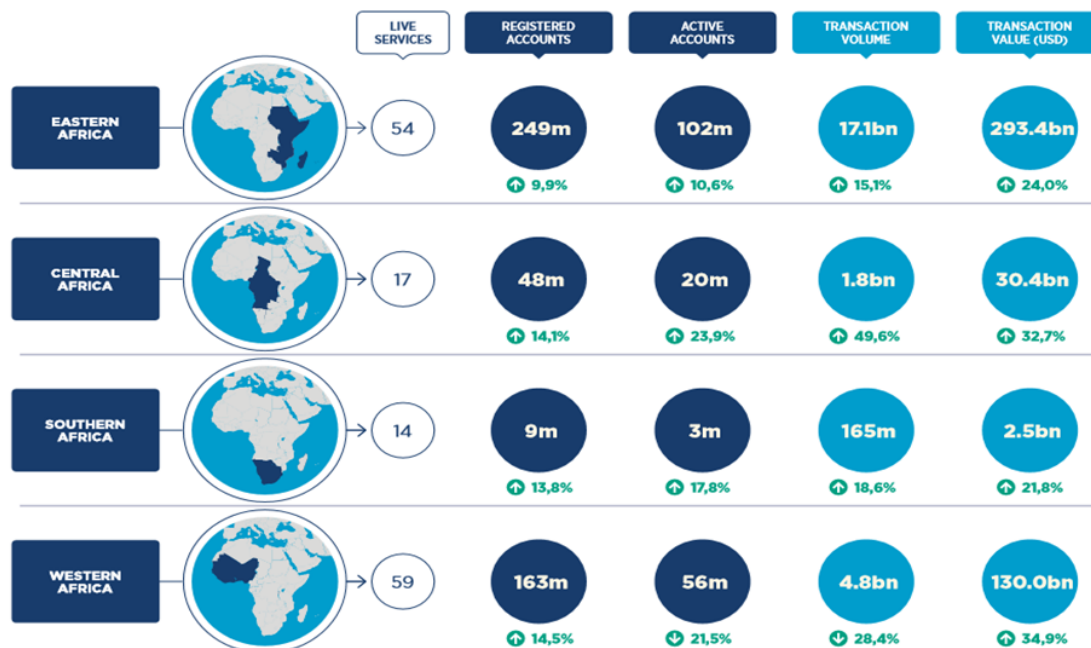 LIVE
SERVICES
REGISTERED
ACCOUNTS
ACTIVE
ACCOUNTS
TRANSACTION
VOLUME
TRANSACTION
VALUE (USD)
EASTERN
AFRICA
54
249m
102m
17.1bn
293.4bn
9,9%
10,6%
15,1%
24,0%
CENTRAL
AFRICA
17
48m
20m
1.8bn
30.4bn
14,1%
23,9%
49,6%
32,7%
SOUTHERN
AFRICA
14
9m
3m
165m
2.5bn
13,8%
17,8%
18,6%
21,8%
WESTERN
AFRICA
59
163m
56m
4.8bn
130.0bn
14,5%
21,5%
28,4%
34,9%